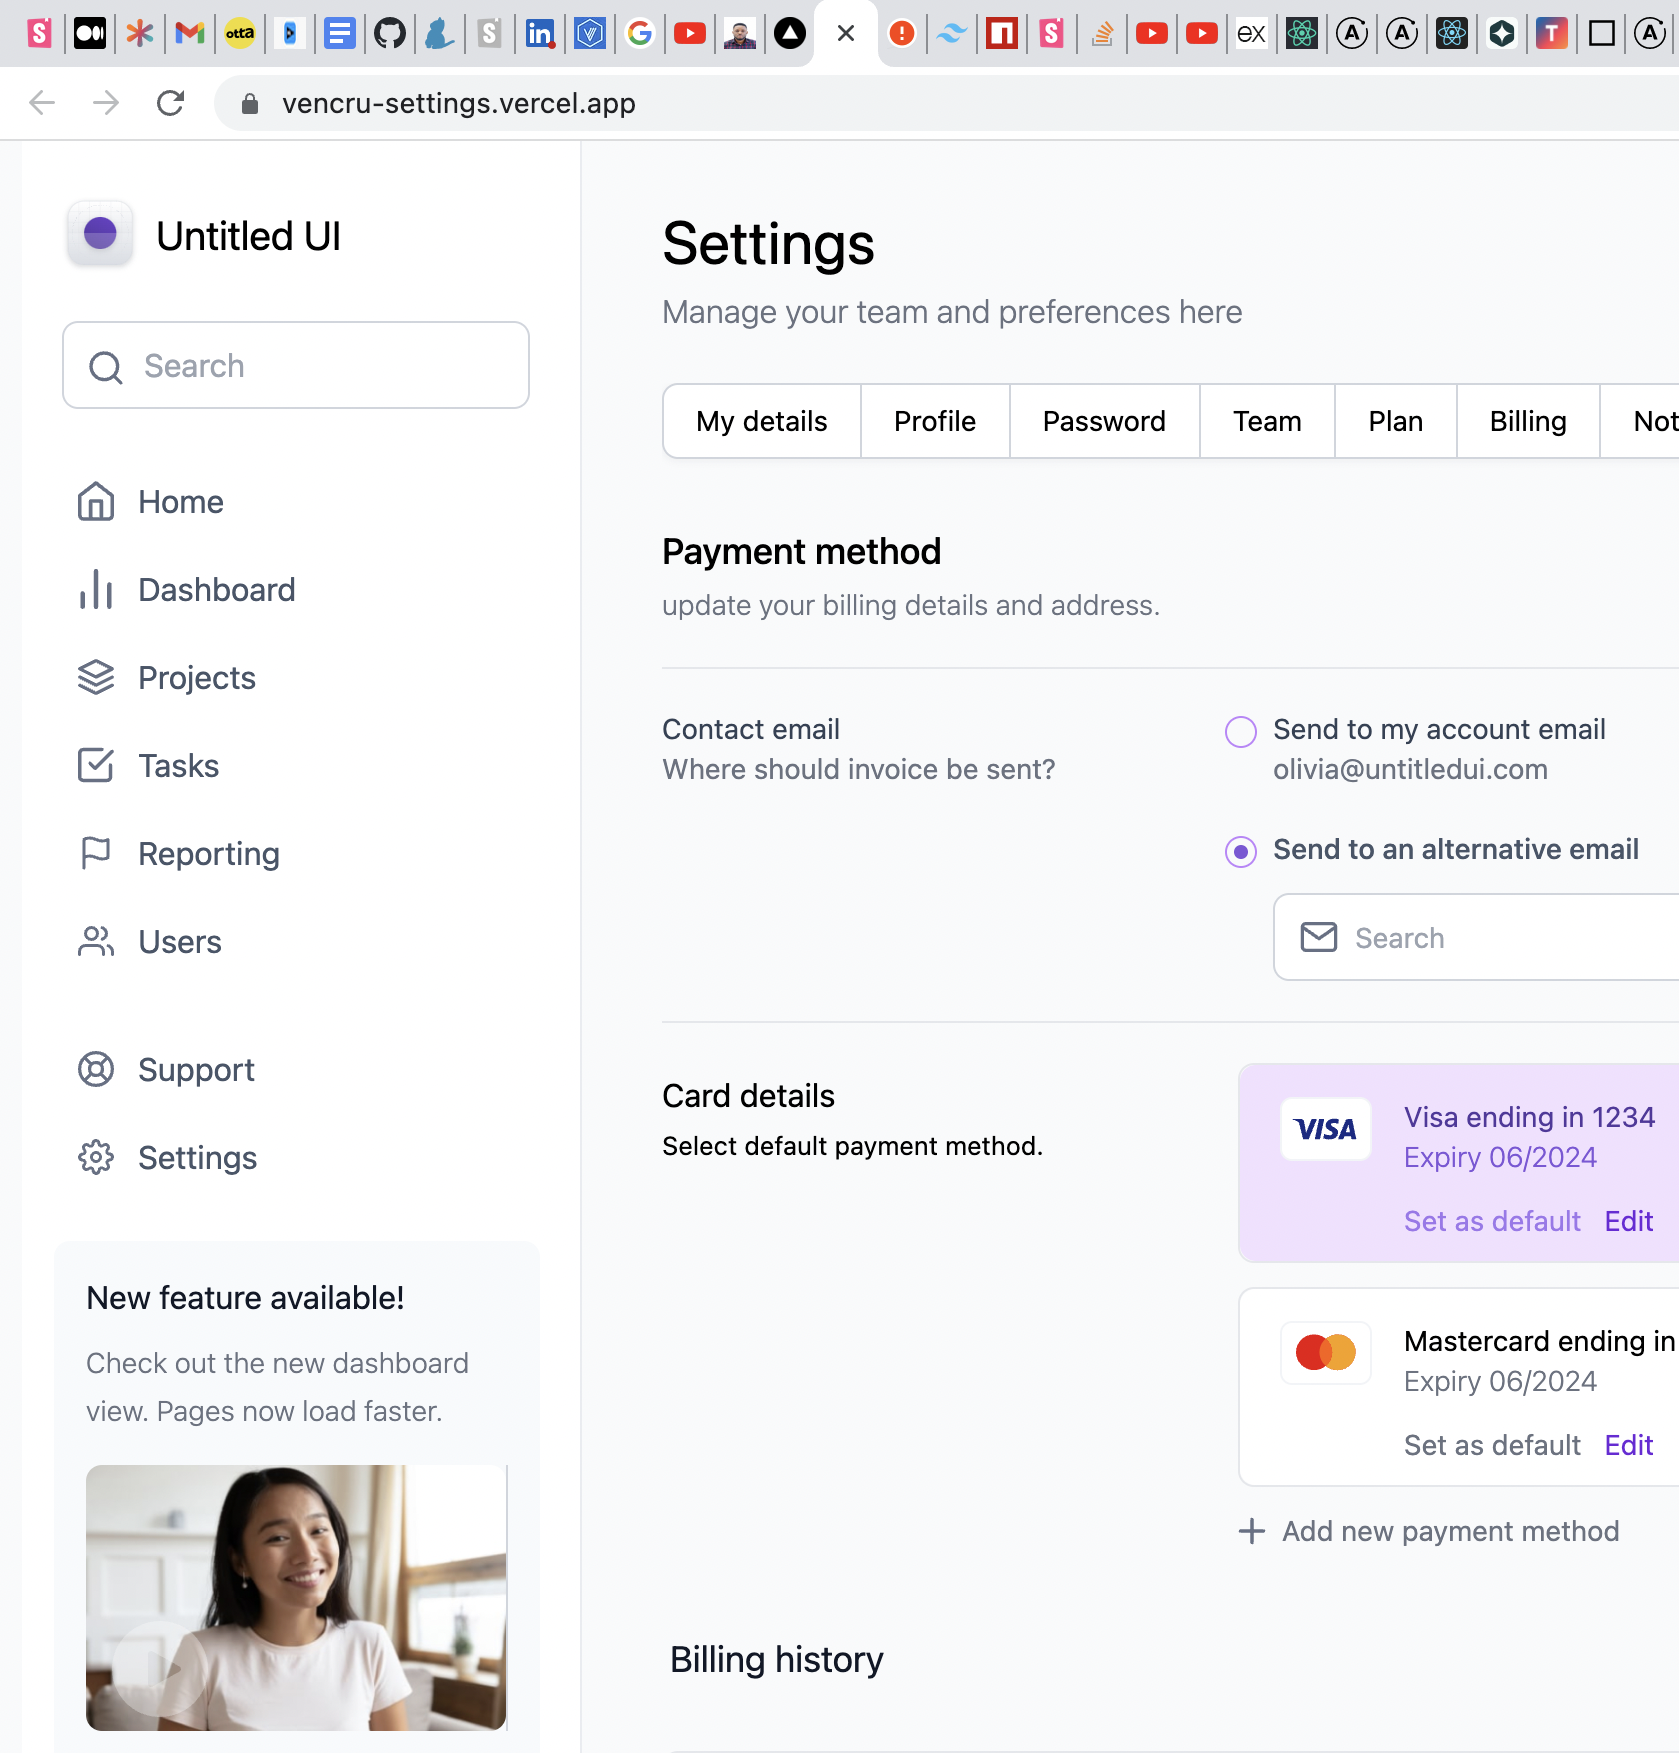 otta
in
ex
T
vencru-settings.vercel.app
Untitled UI
Search
Home
Dashboard
Projects
Tasks
Reporting
Users
Support
Settings
New feature available!
Check out the new dashboard
view. Pages now load faster.
Settings
Manage your team and preferences here
My details
Profile
Password
Team
Plan
Billing
Not
Payment method
update your billing details and address.
Contact email
Where should invoice be sent?
Send to my account email
olivia@untitledui.com
Send to an alternative email
Search
Card details
Select default payment method.
VISA
Visa ending in 1234
Expiry 06/2024
Set as default Edit
Mastercard ending in
Expiry 06/2024
Set as default Edit
Add new payment method
Billing history